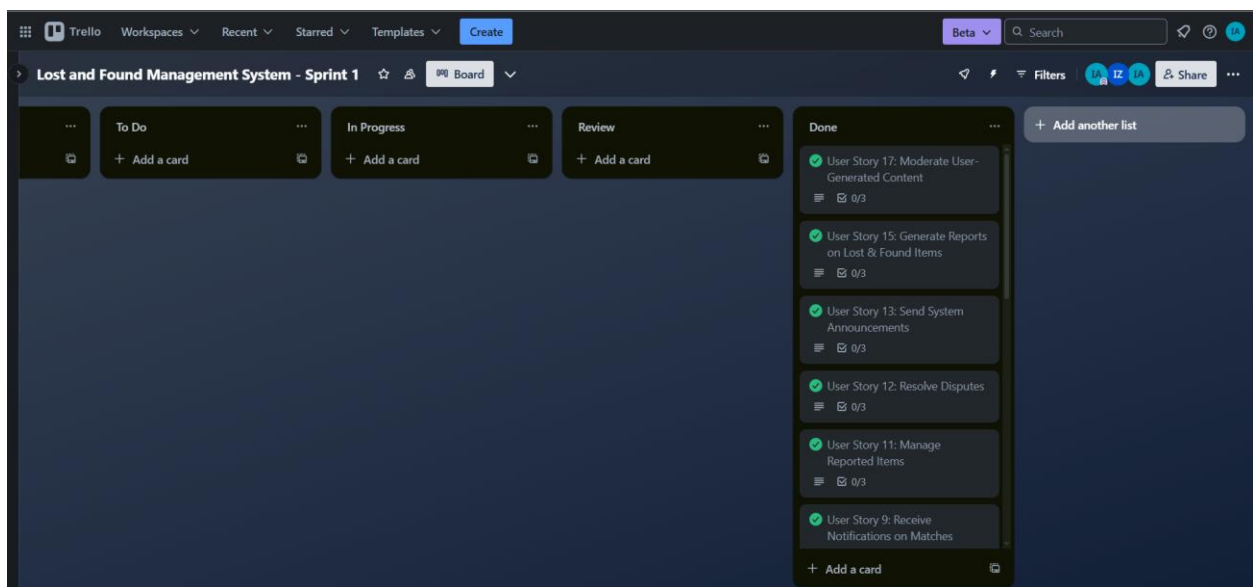 Trello Workspaces Recent Starred Templates Create Beta Search IA
Lost and Found Management System - Sprint 1 Board Filters IA IZ IA Share
To Do
+ Add a card
In Progress
+ Add a card
Review
+ Add a card
Done
User Story 17: Moderate User-
Generated Content
0/3
User Story 15: Generate Reports
on Lost & Found Items
0/3
User Story 13: Send System
Announcements
0/3
User Story 12: Resolve Disputes
0/3
User Story 11: Manage
Reported Items
0/3
User Story 9: Receive
Notifications on Matches
+ Add a card
+ Add another list